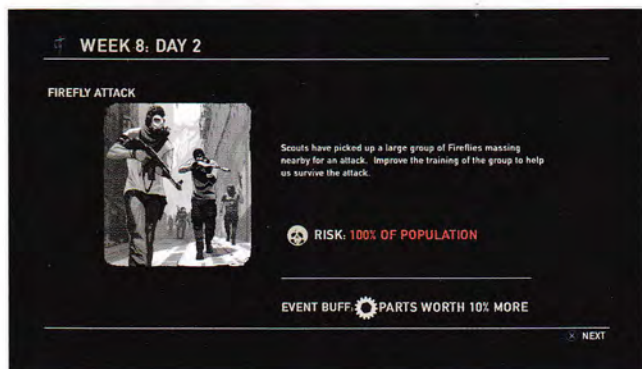 WEEK 8: DAY 2
FIREFLY ATTACK
Scouts have picked up a large group of Fireflies massing
nearby for an attack. Improve the training of the group to help
us survive the attack.
RISK: 100% OF POPULATION
EVENT BUFF: PARTS WORTH 10% MORE
NEXT